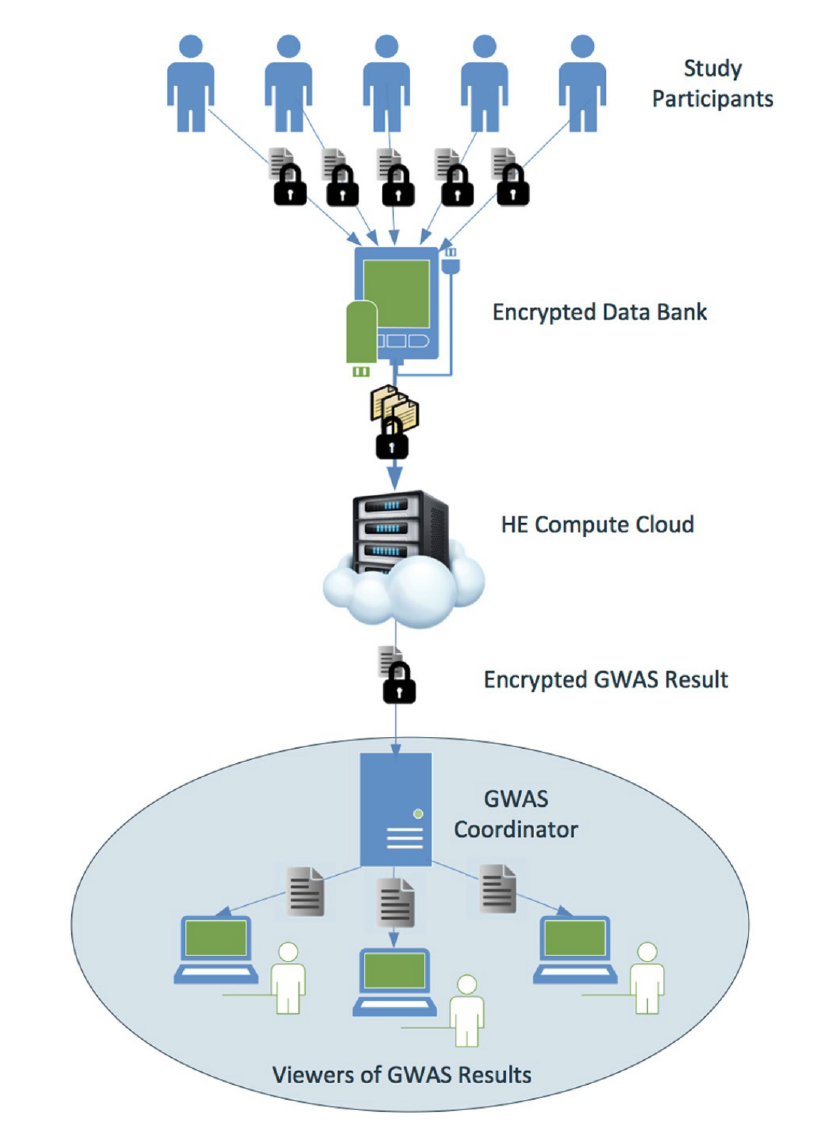 Study
Participants
Encrypted Data Bank
HE Compute Cloud
Encrypted GWAS Result
GWAS
Coordinator
Viewers of GWAS Results